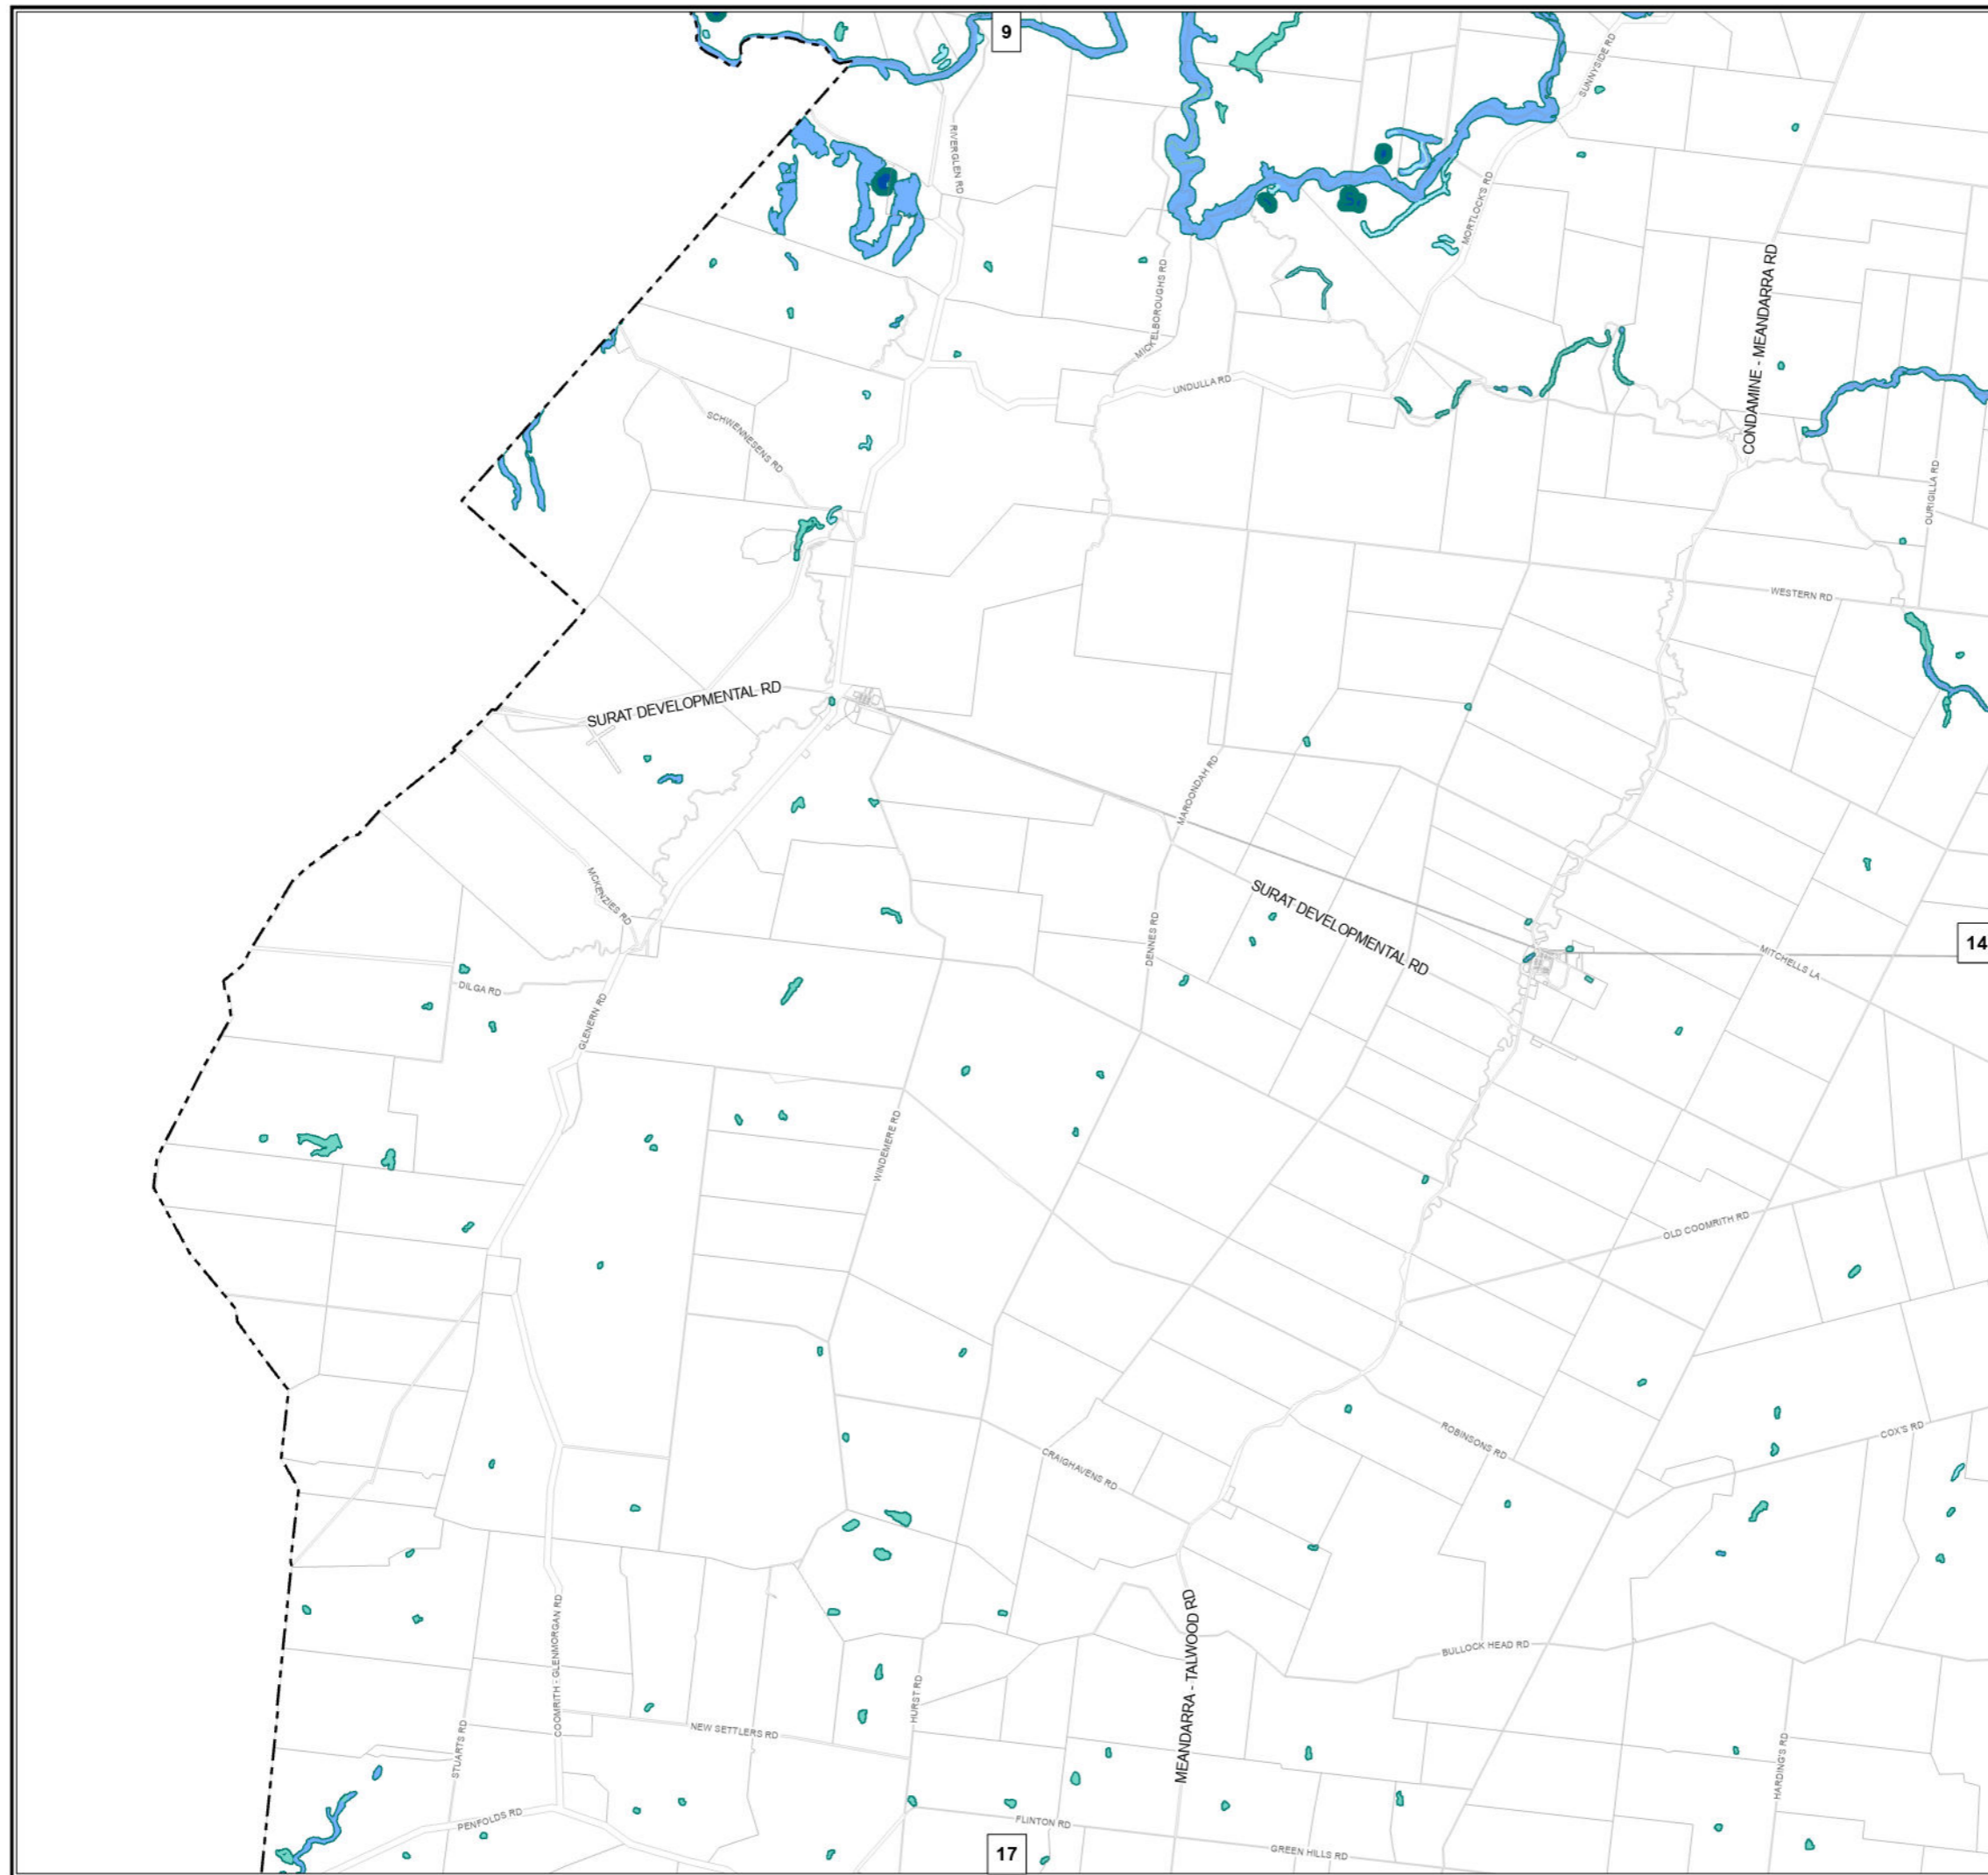 9
SUNNYSIDE RD
RIVERGLEN RD
MORTLOCK'S RD
MICKELBOROUGHS RD
CONDAMINE - MEANDARRA RD
UNDULLA RD
SCHWENNESENS RD
OURIGILLA RD
WESTERN RD
SURAT DEVELOPMENTAL RD
MAROONDAH RD
MCKENZIES RD
SURAT DEVELOPMENTAL RD
DENNES RD
14
MITCHELLS LA
DILGA RD
GLENERN RD
WINDEMERE RD
OLD COOMRITH RD
COX'S RD
ROBINSONS RD
CRAIGHAVENS RD
COOMRITH - GLENMORGAN RD
MEANDARRA - TALWOOD RD
BULLOCK HEAD RD
HURST RD
STUARTS RD
NEW SETTLERS RD
HARDING'S RD
PENFOLDS RD
FLINTON RD
GREEN HILLS RD
17